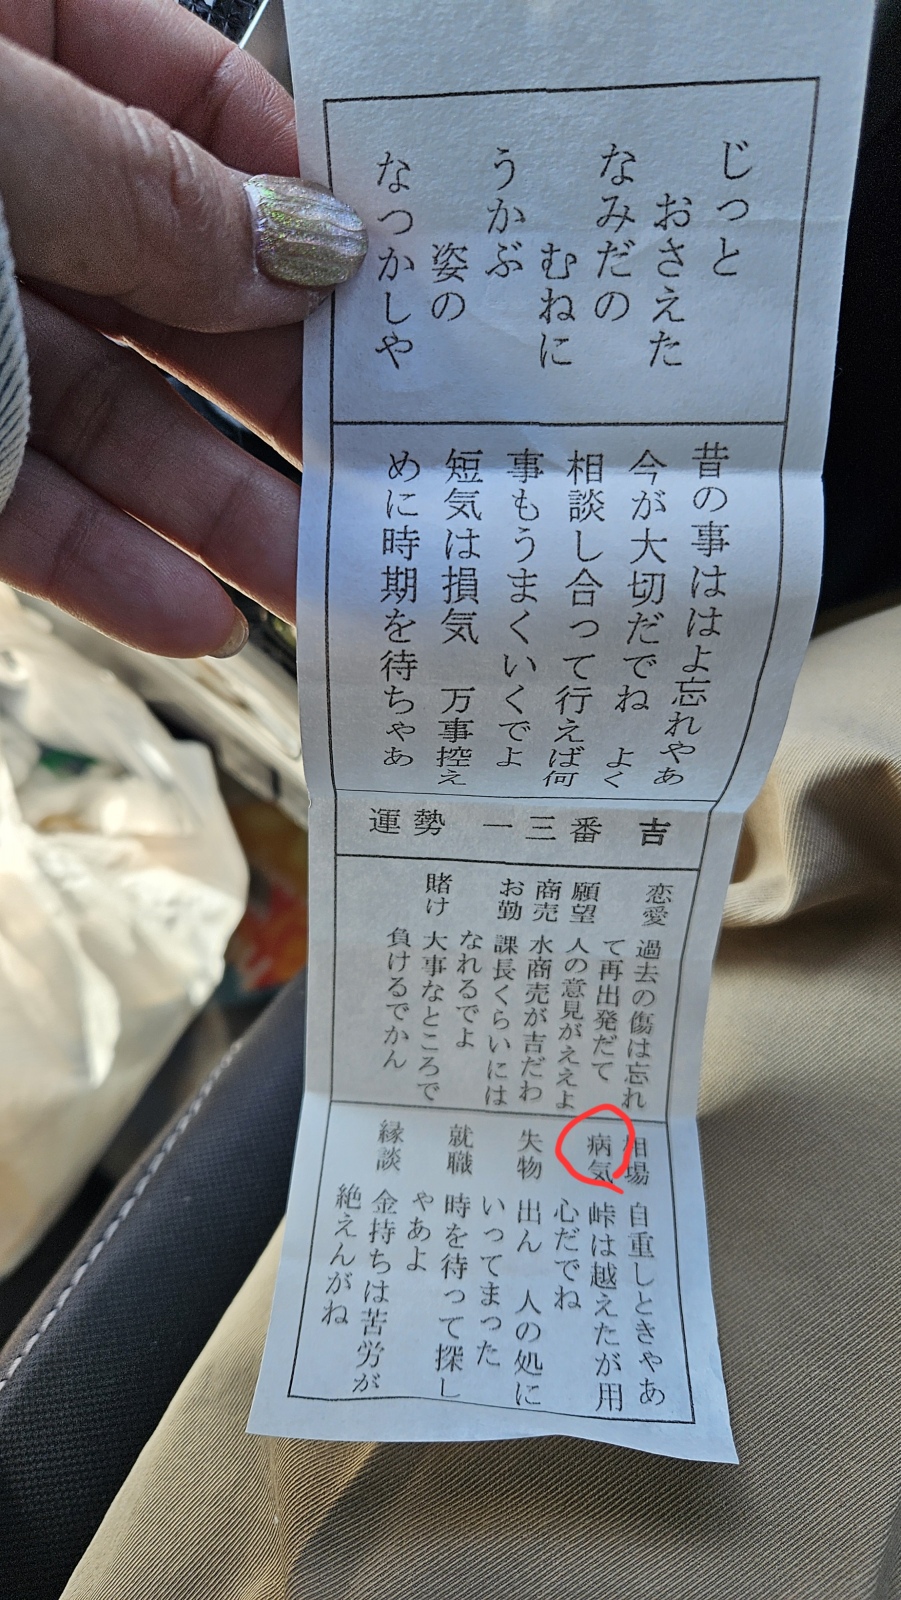 じっと
おさえた
なみだの
むねに
うかぶ
姿の
なつかしや
昔の事ははよ忘れやあ
今が大切だでね　よく
相談し合って行えば何
事もうまくいくでよ
短気は損気　万事控え
めに時期を待ちゃあ
運勢　一三番　吉
恋愛　過去の傷は忘れ
て再出発だて
願望　人の意見がええよ
商売　水商売が吉だわ
お勤　課長くらいには
なれるでよ
賭け　大事なところで
負けるでかん
相場　自重しときゃあ
病気　峠は越えたが用
心だでね
失物　出ん　人の処に
いってまった
就職　時を待って探し
ゃあよ
縁談　金持ちは苦労が
絶えんがね